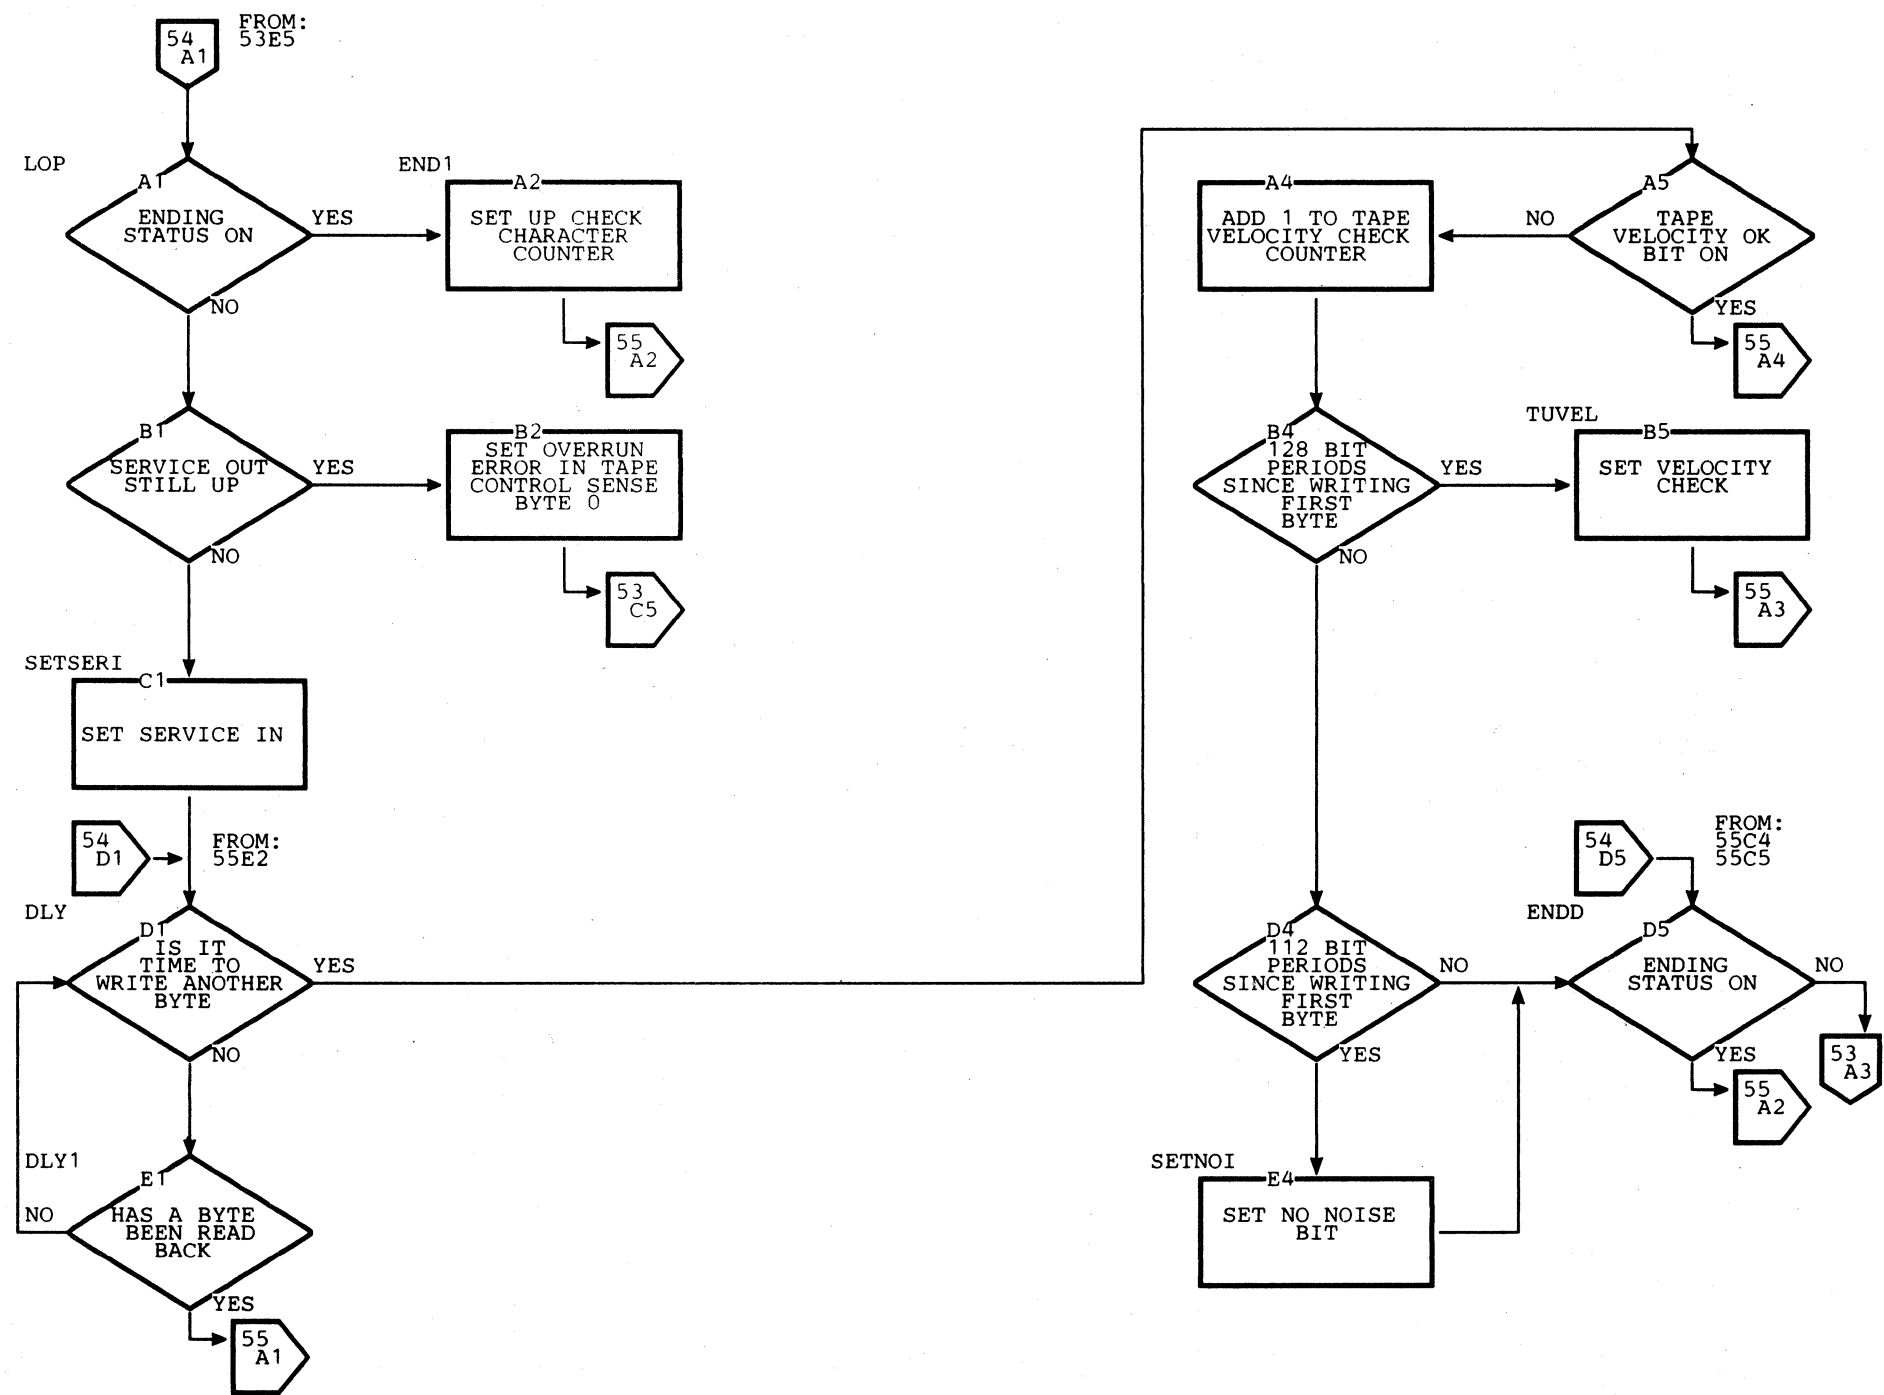 54
A1
FROM:
53E5
LOP
A1
ENDING
STATUS ON
YES
NO
END1
A2
SET UP CHECK
CHARACTER
COUNTER
55
A2
B1
SERVICE OUT
STILL UP
YES
NO
B2
SET OVERRUN
ERROR IN TAPE
CONTROL SENSE
BYTE 0
53
C5
SETSERI
C1
SET SERVICE IN
54
D1
FROM:
55E2
DLY
D1
IS IT
TIME TO
WRITE ANOTHER
BYTE
YES
NO
DLY1
E1
HAS A BYTE
BEEN READ
BACK
NO
YES
55
A1
A4
ADD 1 TO TAPE
VELOCITY CHECK
COUNTER
A5
TAPE
VELOCITY OK
BIT ON
NO
YES
55
A4
B4
128 BIT
PERIODS
SINCE WRITING
FIRST
BYTE
YES
NO
TUVEL
B5
SET VELOCITY
CHECK
55
A3
54
D5
FROM:
55C4
55C5
D4
112 BIT
PERIODS
SINCE WRITING
FIRST
BYTE
NO
YES
ENDD
D5
ENDING
STATUS ON
NO
YES
53
A3
55
A2
SETNOI
E4
SET NO NOISE
BIT